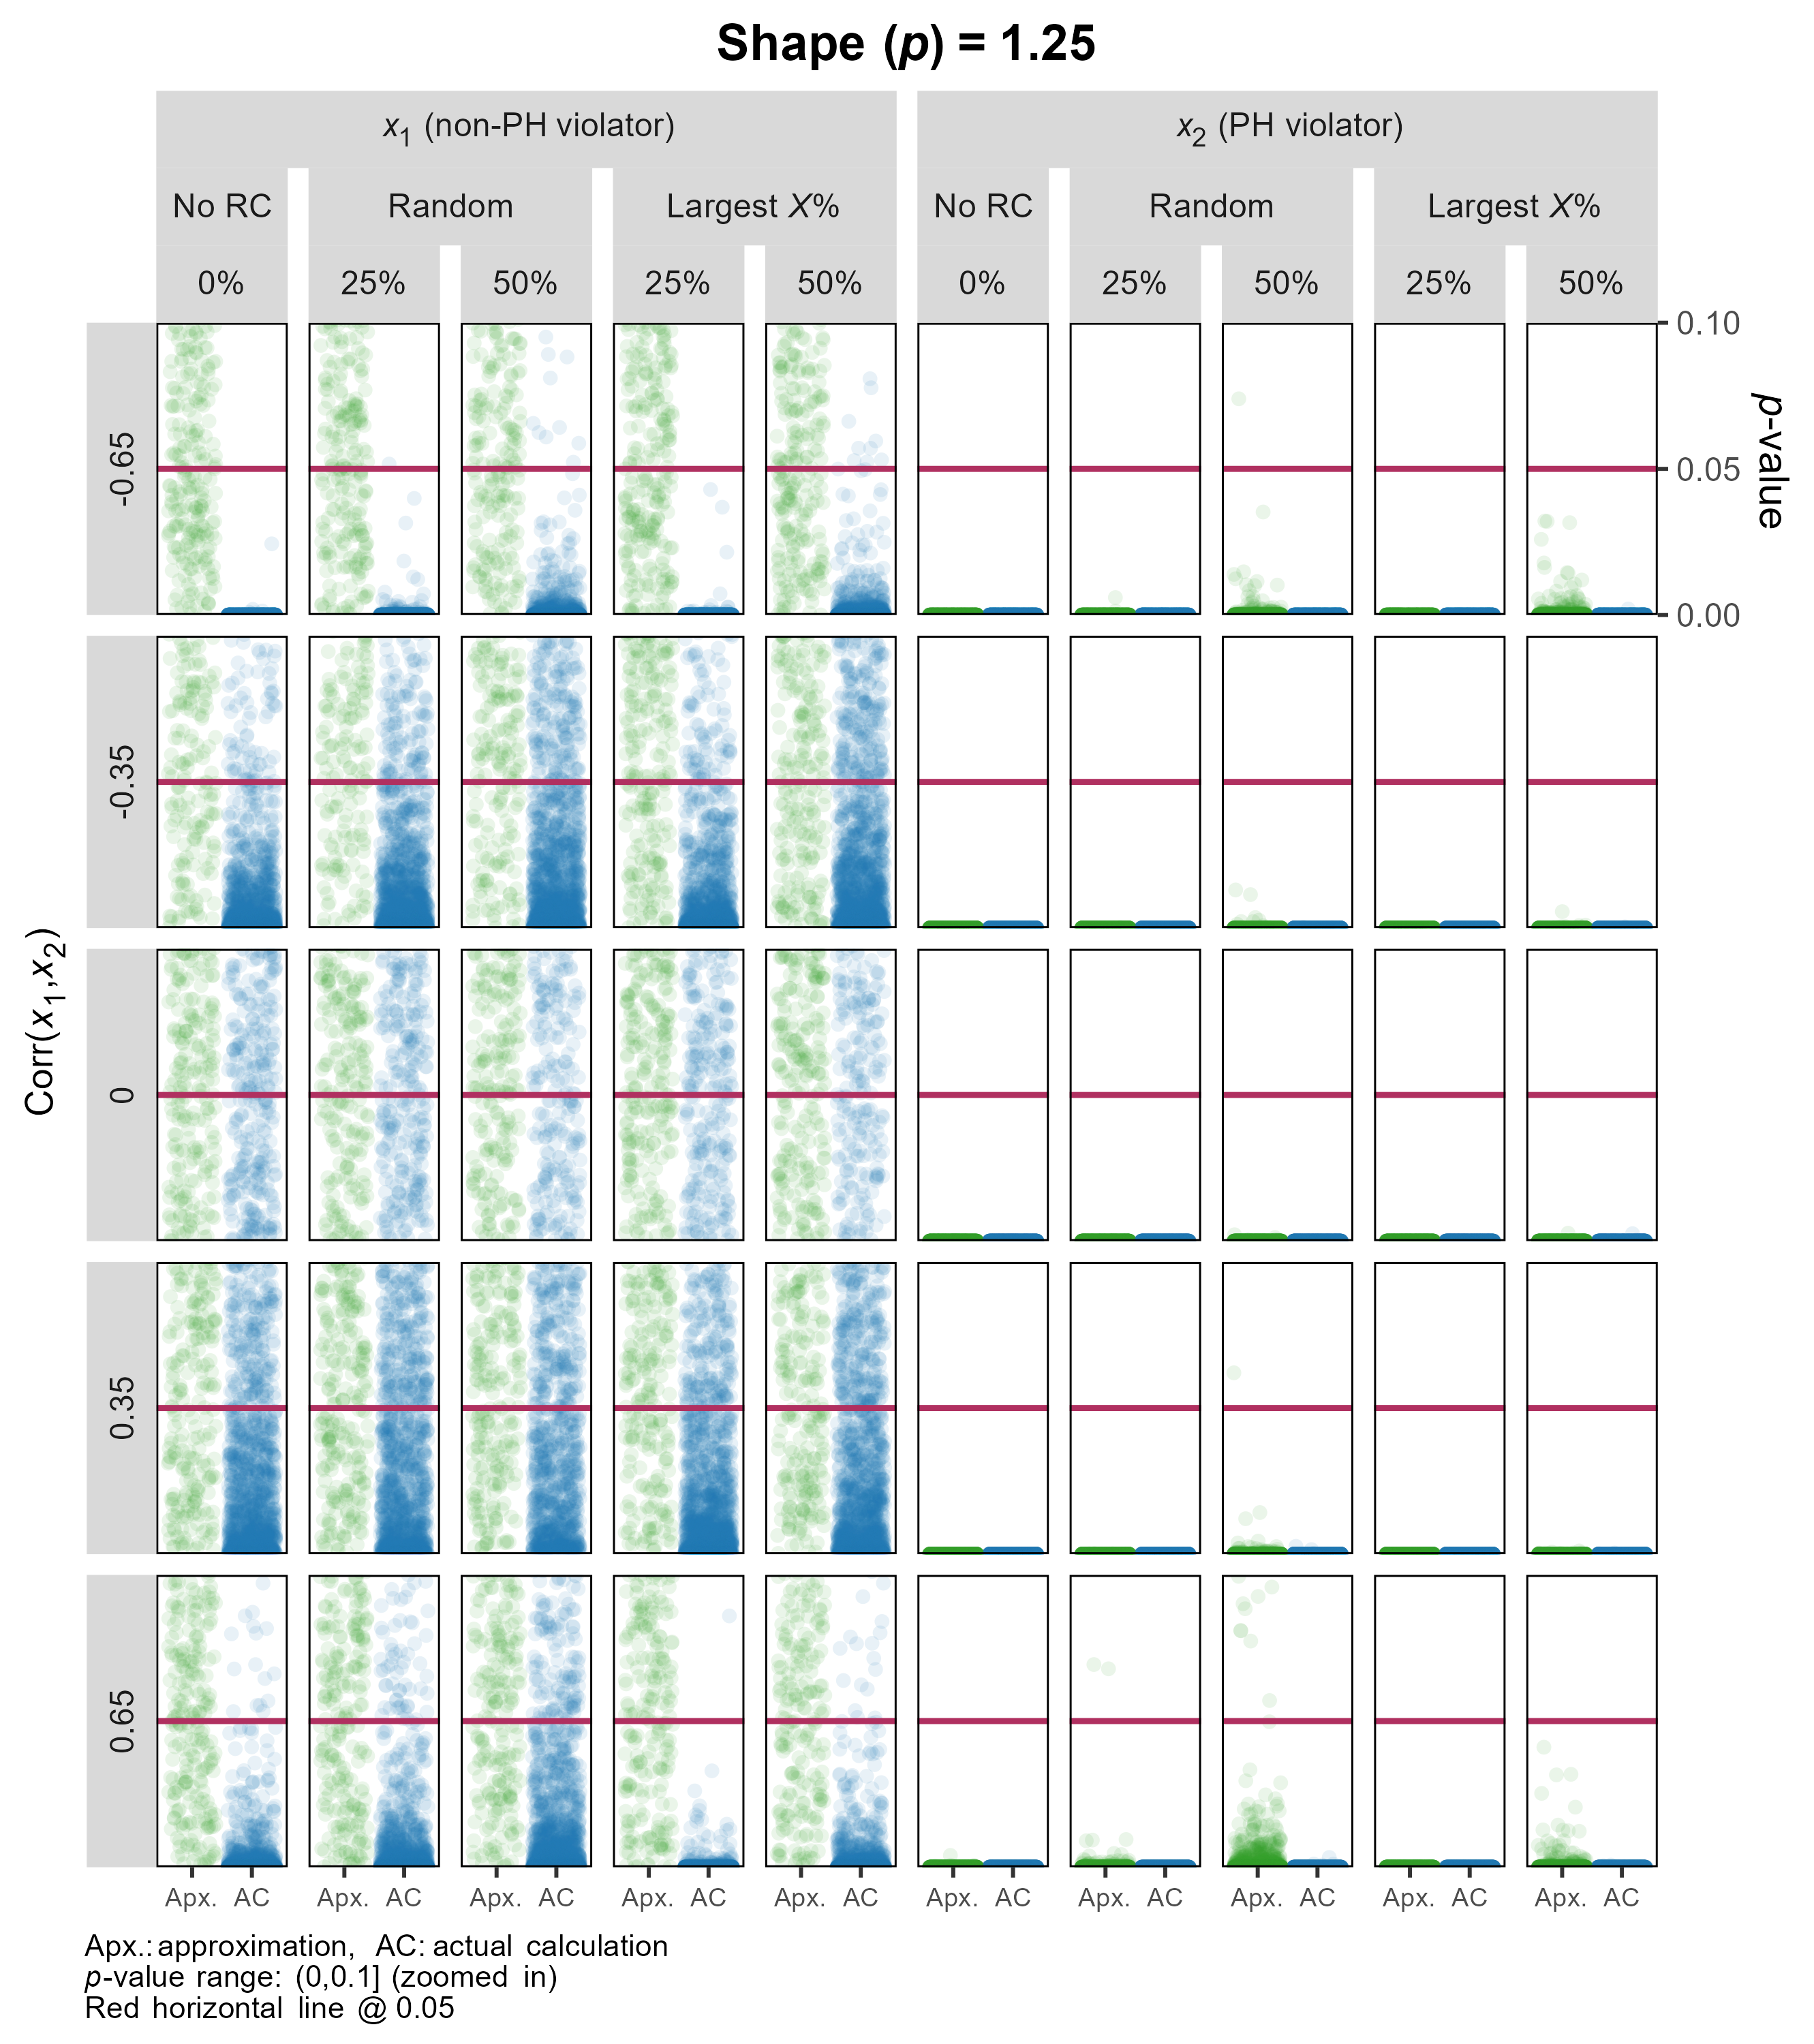 Shape (p) = 1.25
x1 (non-PH violator) x2 (PH violator)
No RC Random Largest X% No RC Random Largest X%
0% 25% 50% 25% 50% 0% 25% 50% 25% 50%
0.10
0.05
0.00
p-value
-0.65
-0.35
0
0.35
0.65
Corr(x1,x2)
Apx. AC Apx. AC Apx. AC Apx. AC Apx. AC Apx. AC Apx. AC Apx. AC Apx. AC Apx. AC
Apx.: approximation, AC: actual calculation
p-value range: (0,0.1] (zoomed in)
Red horizontal line @ 0.05